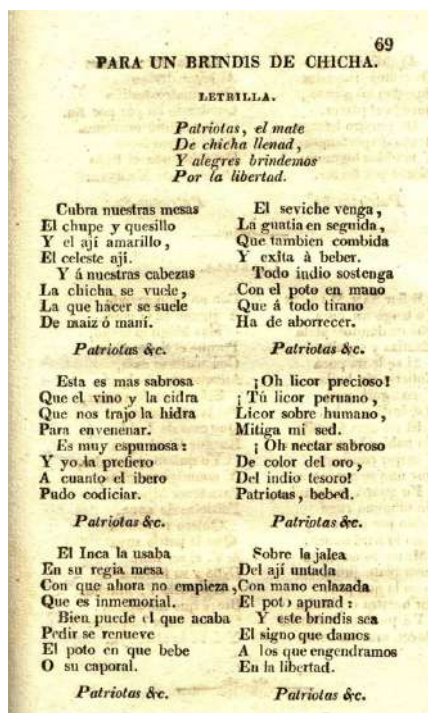 69
PARA UN BRINDIS DE CHICHA.
LETRILLA.
Patriotas, el mate
De chicha llenad,
Y alegres brindemos
Por la libertad.
Cubra nuestras mesas
El chupe y quesillo
Y el ají amarillo,
El celeste ají.
Y á nuestras cabezas
La chicha se vuele,
La que hacer se suele
De maiz ó maní.
Patriotas &c.
Esta es mas sabrosa
Que el vino y la cidra
Que nos trajo la hidra
Para envenenar.
Es muy espumosa:
Y yo la prefiero
A cuanto el ibero
Pudo codiciar.
Patriotas &c.
El Inca la usaba
En su regia mesa
Con que ahora no empieza,
Que es inmemorial.
Bien puede el que acaba
Pedir se renueve
El poto en que bebe
O su caporal.
Patriotas &c.
El seviche venga,
La guatia en seguida,
Que tambien combida
Y exita à beber.
Todo indio sostenga
Con el poto en mano
Que á todo tirano
Ha de aborrecer.
Patriotas &c.
¡Oh licor precioso!
¡Tú licor peruano,
Licor sobre humano,
Mitiga mi sed.
¡Oh nectar sabroso
De color del oro,
Del indio tesoro!
Patriotas, bebed.
Patriotas &c.
Sobre la jalea
Del ají untada
Con mano enlazada
El poto apurad:
Y este brindis sea
El signo que damos
A los que engendramos
En la libertad.
Patriotas &c.